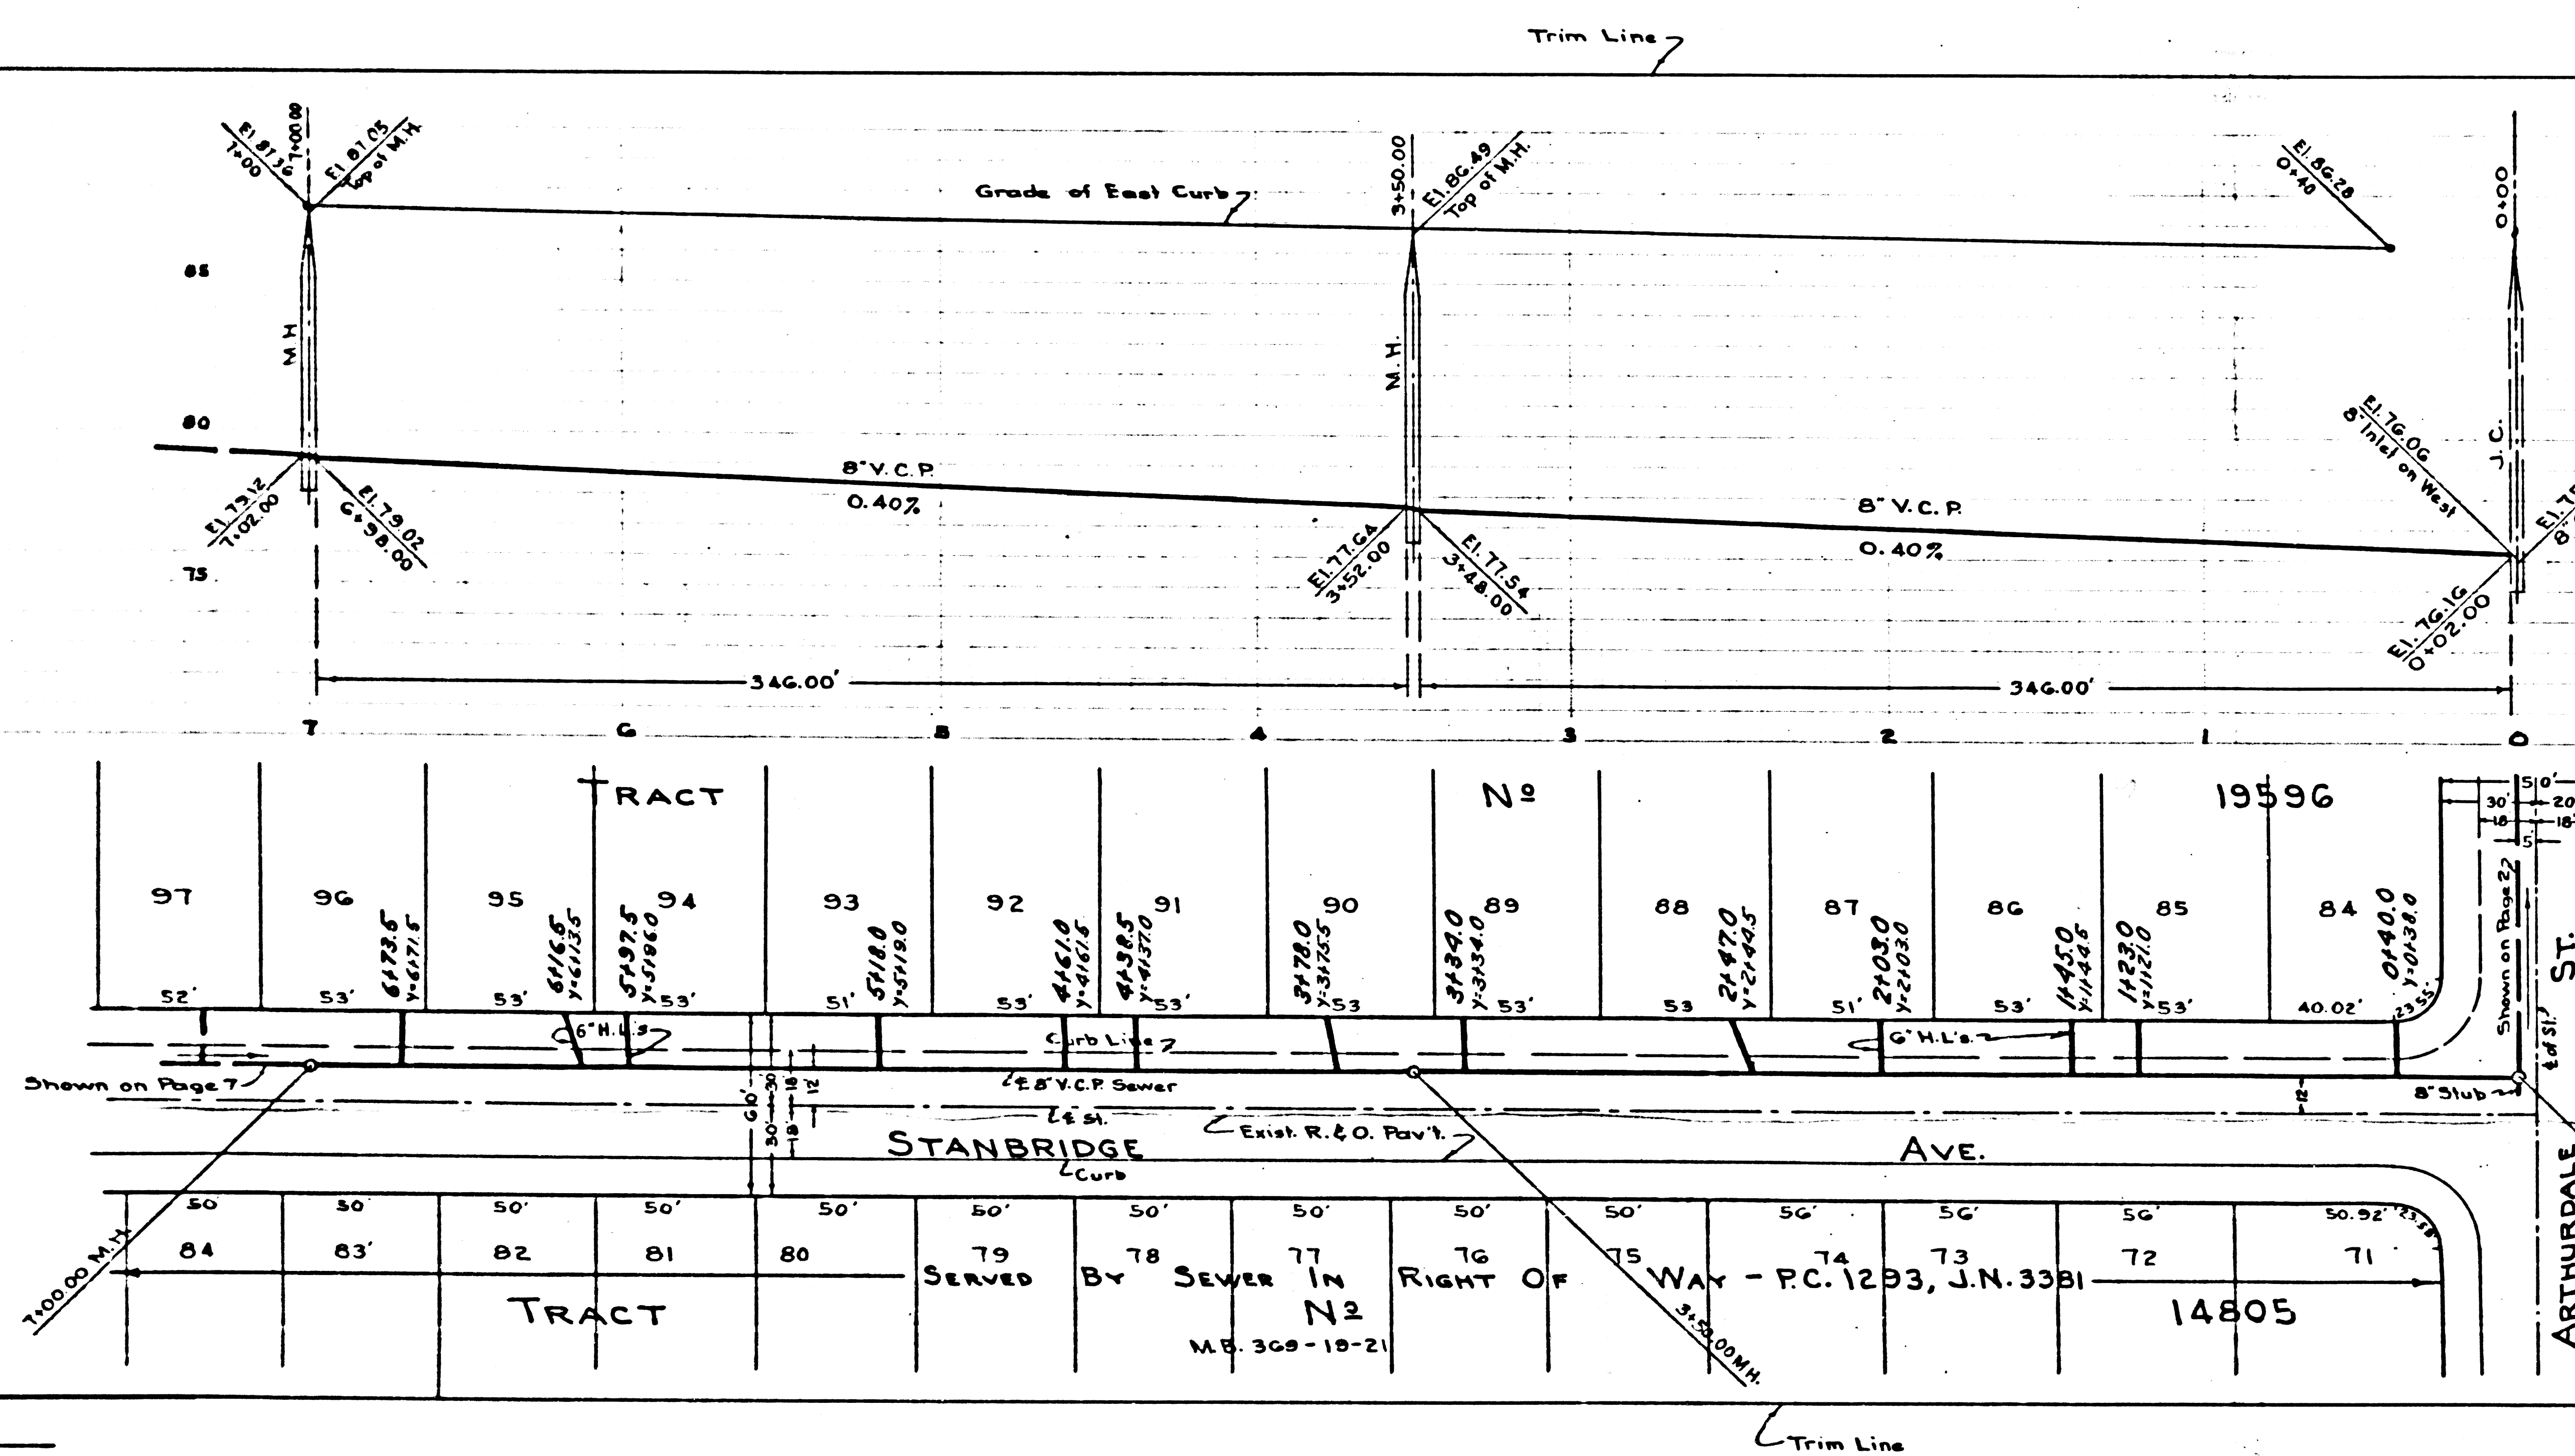 Trim Line
El. 87.36
7+00
7+00.00
El. 87.05
Top of M.H.
Grade of East Curb
3+50.00
El. 86.49
Top of M.H.
El. 86.28
0+40
0+00
85
M.H
M.H.
J.C.
El. 76.06
8" Inlet on West
80
8" V.C.P.
0.40%
8" V.C.P.
0.40%
El. 79.12
7+02.00
El. 79.02
6+98.00
El. 77.64
3+52.00
El. 77.54
3+48.00
El. 76.16
0+02.00
75
346.00'
346.00'
7 6 5 4 3 2 1 0
TRACT Nº 19596
50'
30' 20
18 18
5
97 96 95 94 93 92 91 90 89 88 87 86 85 84
6+73.5
Y=6+71.5
6+16.5
Y=6+13.5
5+97.5
Y=5+96.0
5+18.0
Y=5+19.0
4+61.0
Y=4+61.5
4+38.5
Y=4+37.0
3+78.0
Y=3+75.5
3+34.0
Y=3+34.0
2+47.0
Y=2+44.5
2+03.0
Y=2+03.0
1+45.0
Y=1+44.5
1+23.0
Y=1+21.0
0+40.0
Y=0+38.0
Shown on Page 2
52' 53' 53' 53' 51' 53' 53' 53 53' 53 51' 53' 53' 40.02' 23.55'
6" H.L's
Curb Line
6" H.L's.
℄ of St.
ST.
Shown on Page 7
℄ 8" V.C.P. Sewer
8" Stub
60'
30'
30
18
18'
12'
12
℄ St.
Exist. R. & O. Pav't.
STANBRIDGE AVE.
Curb
50' 50' 50' 50' 50' 50' 50' 50' 50' 50' 56' 56' 56' 50.92' 23.58'
84 83' 82 81 80 79 78 77 76 75 74 73 72 71
SERVED BY SEWER IN RIGHT OF WAY - P.C. 1293, J.N. 3381
TRACT Nº 14805
M.B. 369-19-21
7+00.00 M.H.
3+50.00 M.H.
ARTHURDALE
Trim Line